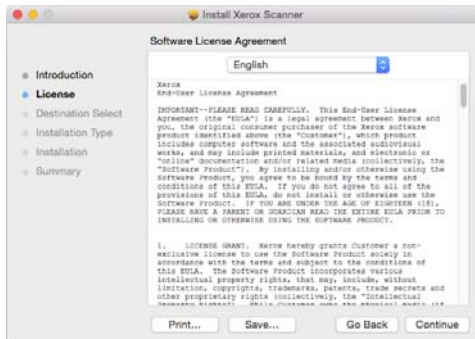 Install Xerox Scanner
Software License Agreement
English
Introduction
License
Destination Select
Installation Type
Installation
Summary
Xerox
End-User License Agreement
IMPORTANT--PLEASE READ CAREFULLY. This End-User License
Agreement (the "EULA") is a legal agreement between Xerox and
you, the original consumer purchaser of the Xerox software
product identified above (the "Customer"), which product
includes computer software and the associated audiovisual
works, and may include printed materials, and electronic or
"online" documentation and/or related media (collectively, the
"Software Product"). By installing and/or otherwise using the
Software Product, you agree to be bound by the terms and
conditions of this EULA. If you do not agree to all of the
provisions of this EULA, do not install or otherwise use the
Software Product. IF YOU ARE UNDER THE AGE OF EIGHTEEN (18),
PLEASE HAVE A PARENT OR GUARDIAN READ THE ENTIRE EULA PRIOR TO
INSTALLING OR OTHERWISE USING THE SOFTWARE PRODUCT.
1. LICENSE GRANT. Xerox hereby grants Customer a non-
exclusive license to use the Software Product solely in
accordance with the terms and subject to the conditions of
this EULA. The Software Product incorporates various
intellectual property rights, that may, include, without
limitation, copyrights, trademarks, patents, trade secrets and
other proprietary rights (collectively, the "Intellectual
Print...
Save...
Go Back
Continue